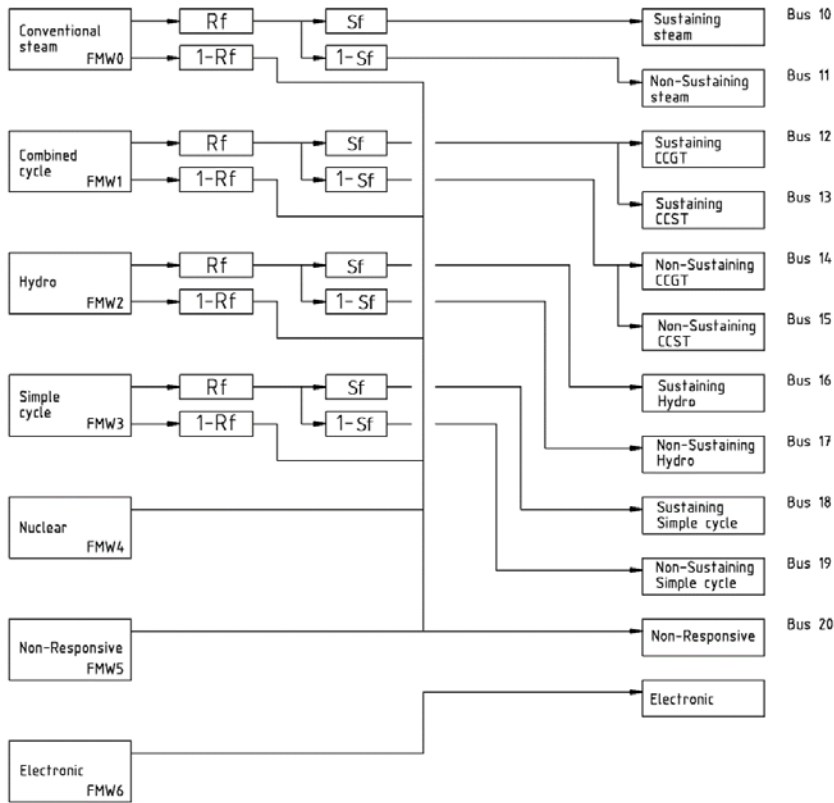 Conventional
steam
FMW0
Rf
Sf
Sustaining
steam
Bus 10
1-Rf
1-Sf
Non-Sustaining
steam
Bus 11
Combined
cycle
FMW1
Rf
Sf
Sustaining
CCGT
Bus 12
1-Rf
1-Sf
Sustaining
CCST
Bus 13
Hydro
FMW2
Rf
Sf
Non-Sustaining
CCGT
Bus 14
1-Rf
1-Sf
Non-Sustaining
CCST
Bus 15
Simple
cycle
FMW3
Rf
Sf
Sustaining
Hydro
Bus 16
1-Rf
1-Sf
Non-Sustaining
Hydro
Bus 17
Nuclear
FMW4
Sustaining
Simple cycle
Bus 18
Non-Sustaining
Simple cycle
Bus 19
Non-Responsive
FMW5
Non-Responsive
Bus 20
Electronic
Electronic
FMW6